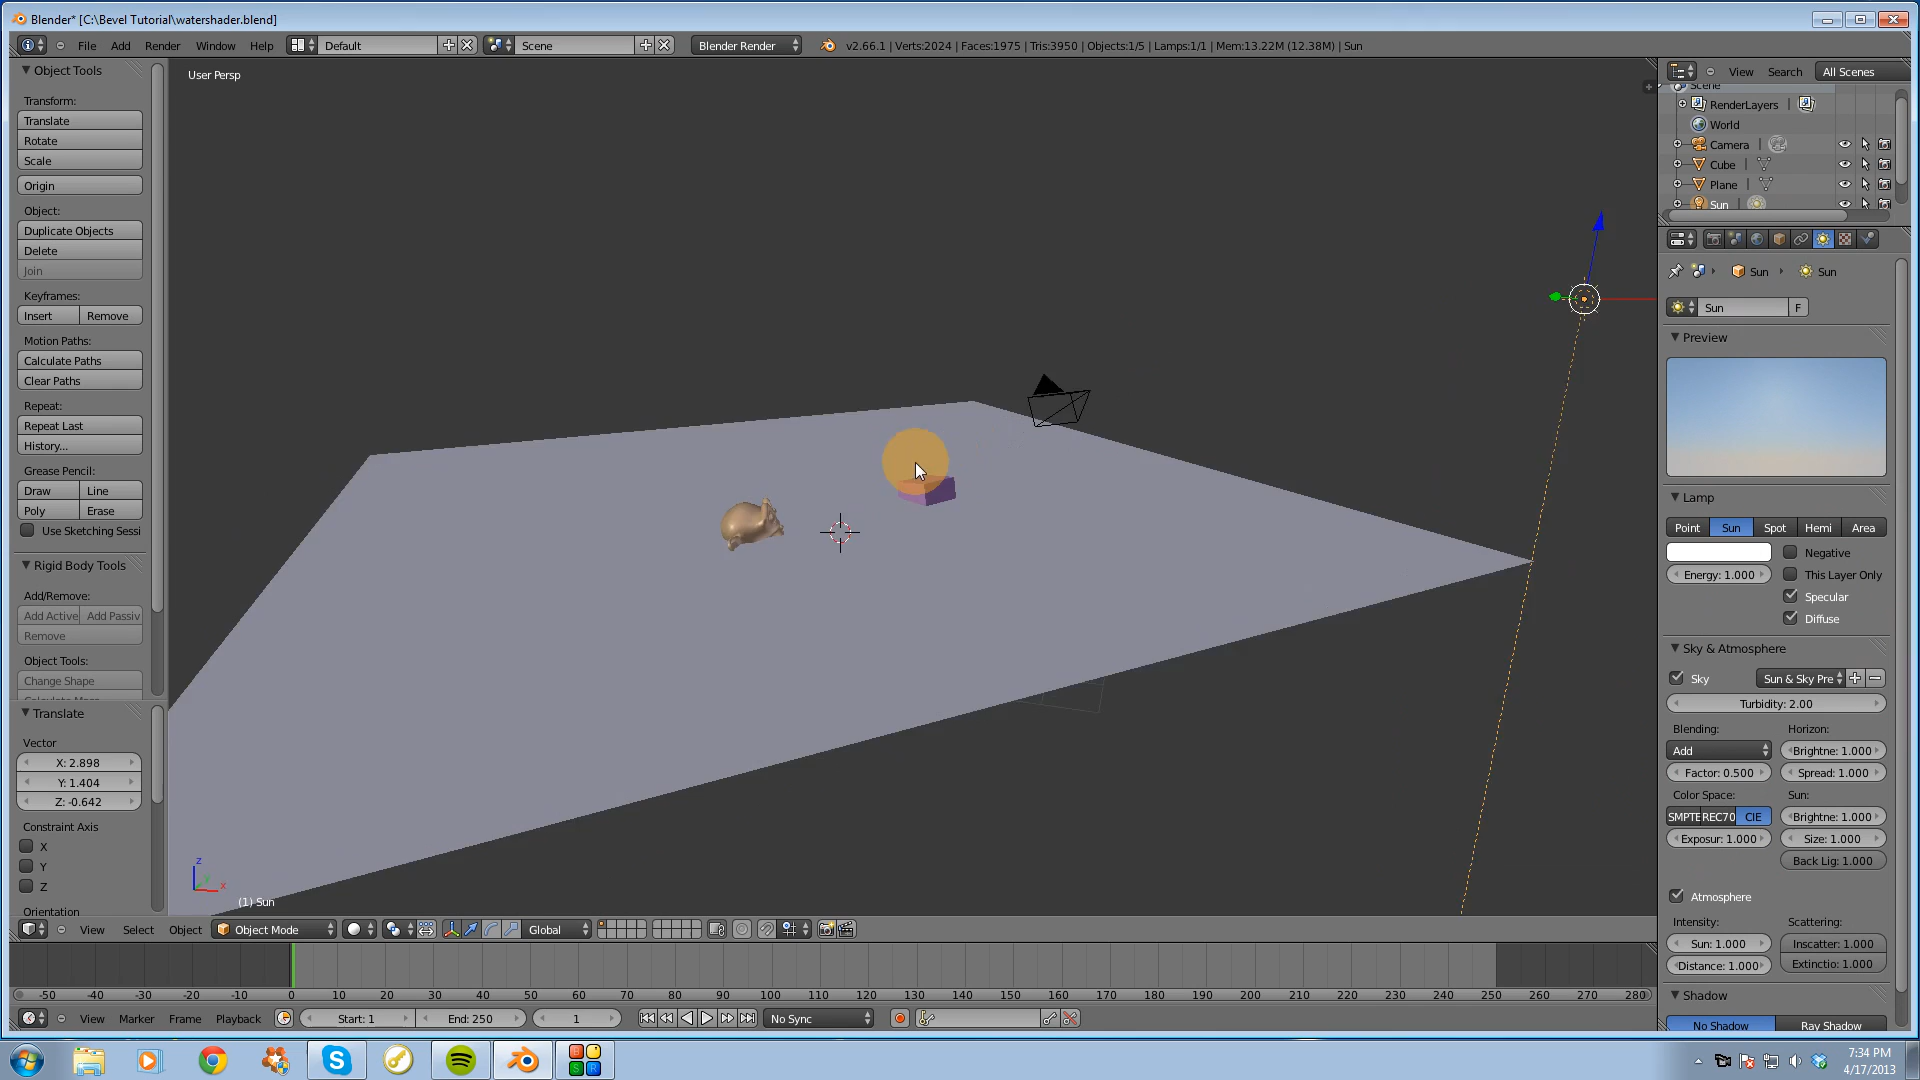 Blender* [C:\Bevel Tutorial\watershader.blend]
File Add Render Window Help Default Scene Blender Render v2.66.1 | Verts:2024 | Faces:1975 | Tris:3950 | Objects:1/5 | Lamps:1/1 | Mem:13.22M (12.38M) | Sun
Object Tools
Transform:
Translate
Rotate
Scale
Origin
Object:
Duplicate Objects
Delete
Join
Keyframes:
Insert Remove
Motion Paths:
Calculate Paths
Clear Paths
Repeat:
Repeat Last
History...
Grease Pencil:
Draw Line
Poly Erase
Use Sketching Sessi
Rigid Body Tools
Add/Remove:
Add Active Add Passiv
Remove
Object Tools:
Change Shape
Translate
Vector
X: 2.898
Y: 1.404
Z: -0.642
Constraint Axis
X
Y
Z
Orientation
User Persp
z
y
x
(1) Sun
View Select Object Object Mode Global
-50 -40 -30 -20 -10 0 10 20 30 40 50 60 70 80 90 100 110 120 130 140 150 160 170 180 190 200 210 220 230 240 250 260 270 280
View Marker Frame Playback Start: 1 End: 250 1 No Sync
View Search All Scenes
Scene
RenderLayers
World
Camera
Cube
Plane
Sun
Sun Sun
Sun F
Preview
Lamp
Point Sun Spot Hemi Area
Negative
Energy: 1.000 This Layer Only
Specular
Diffuse
Sky & Atmosphere
Sky Sun & Sky Pre
Turbidity: 2.00
Blending: Horizon:
Add Brightne: 1.000
Factor: 0.500 Spread: 1.000
Color Space: Sun:
SMPTE REC70 CIE Brightne: 1.000
Exposur: 1.000 Size: 1.000
Back Lig: 1.000
Atmosphere
Intensity: Scattering:
Sun: 1.000 Inscatter: 1.000
Distance: 1.000 Extinctio: 1.000
Shadow
No Shadow Ray Shadow
7:34 PM
4/17/2013